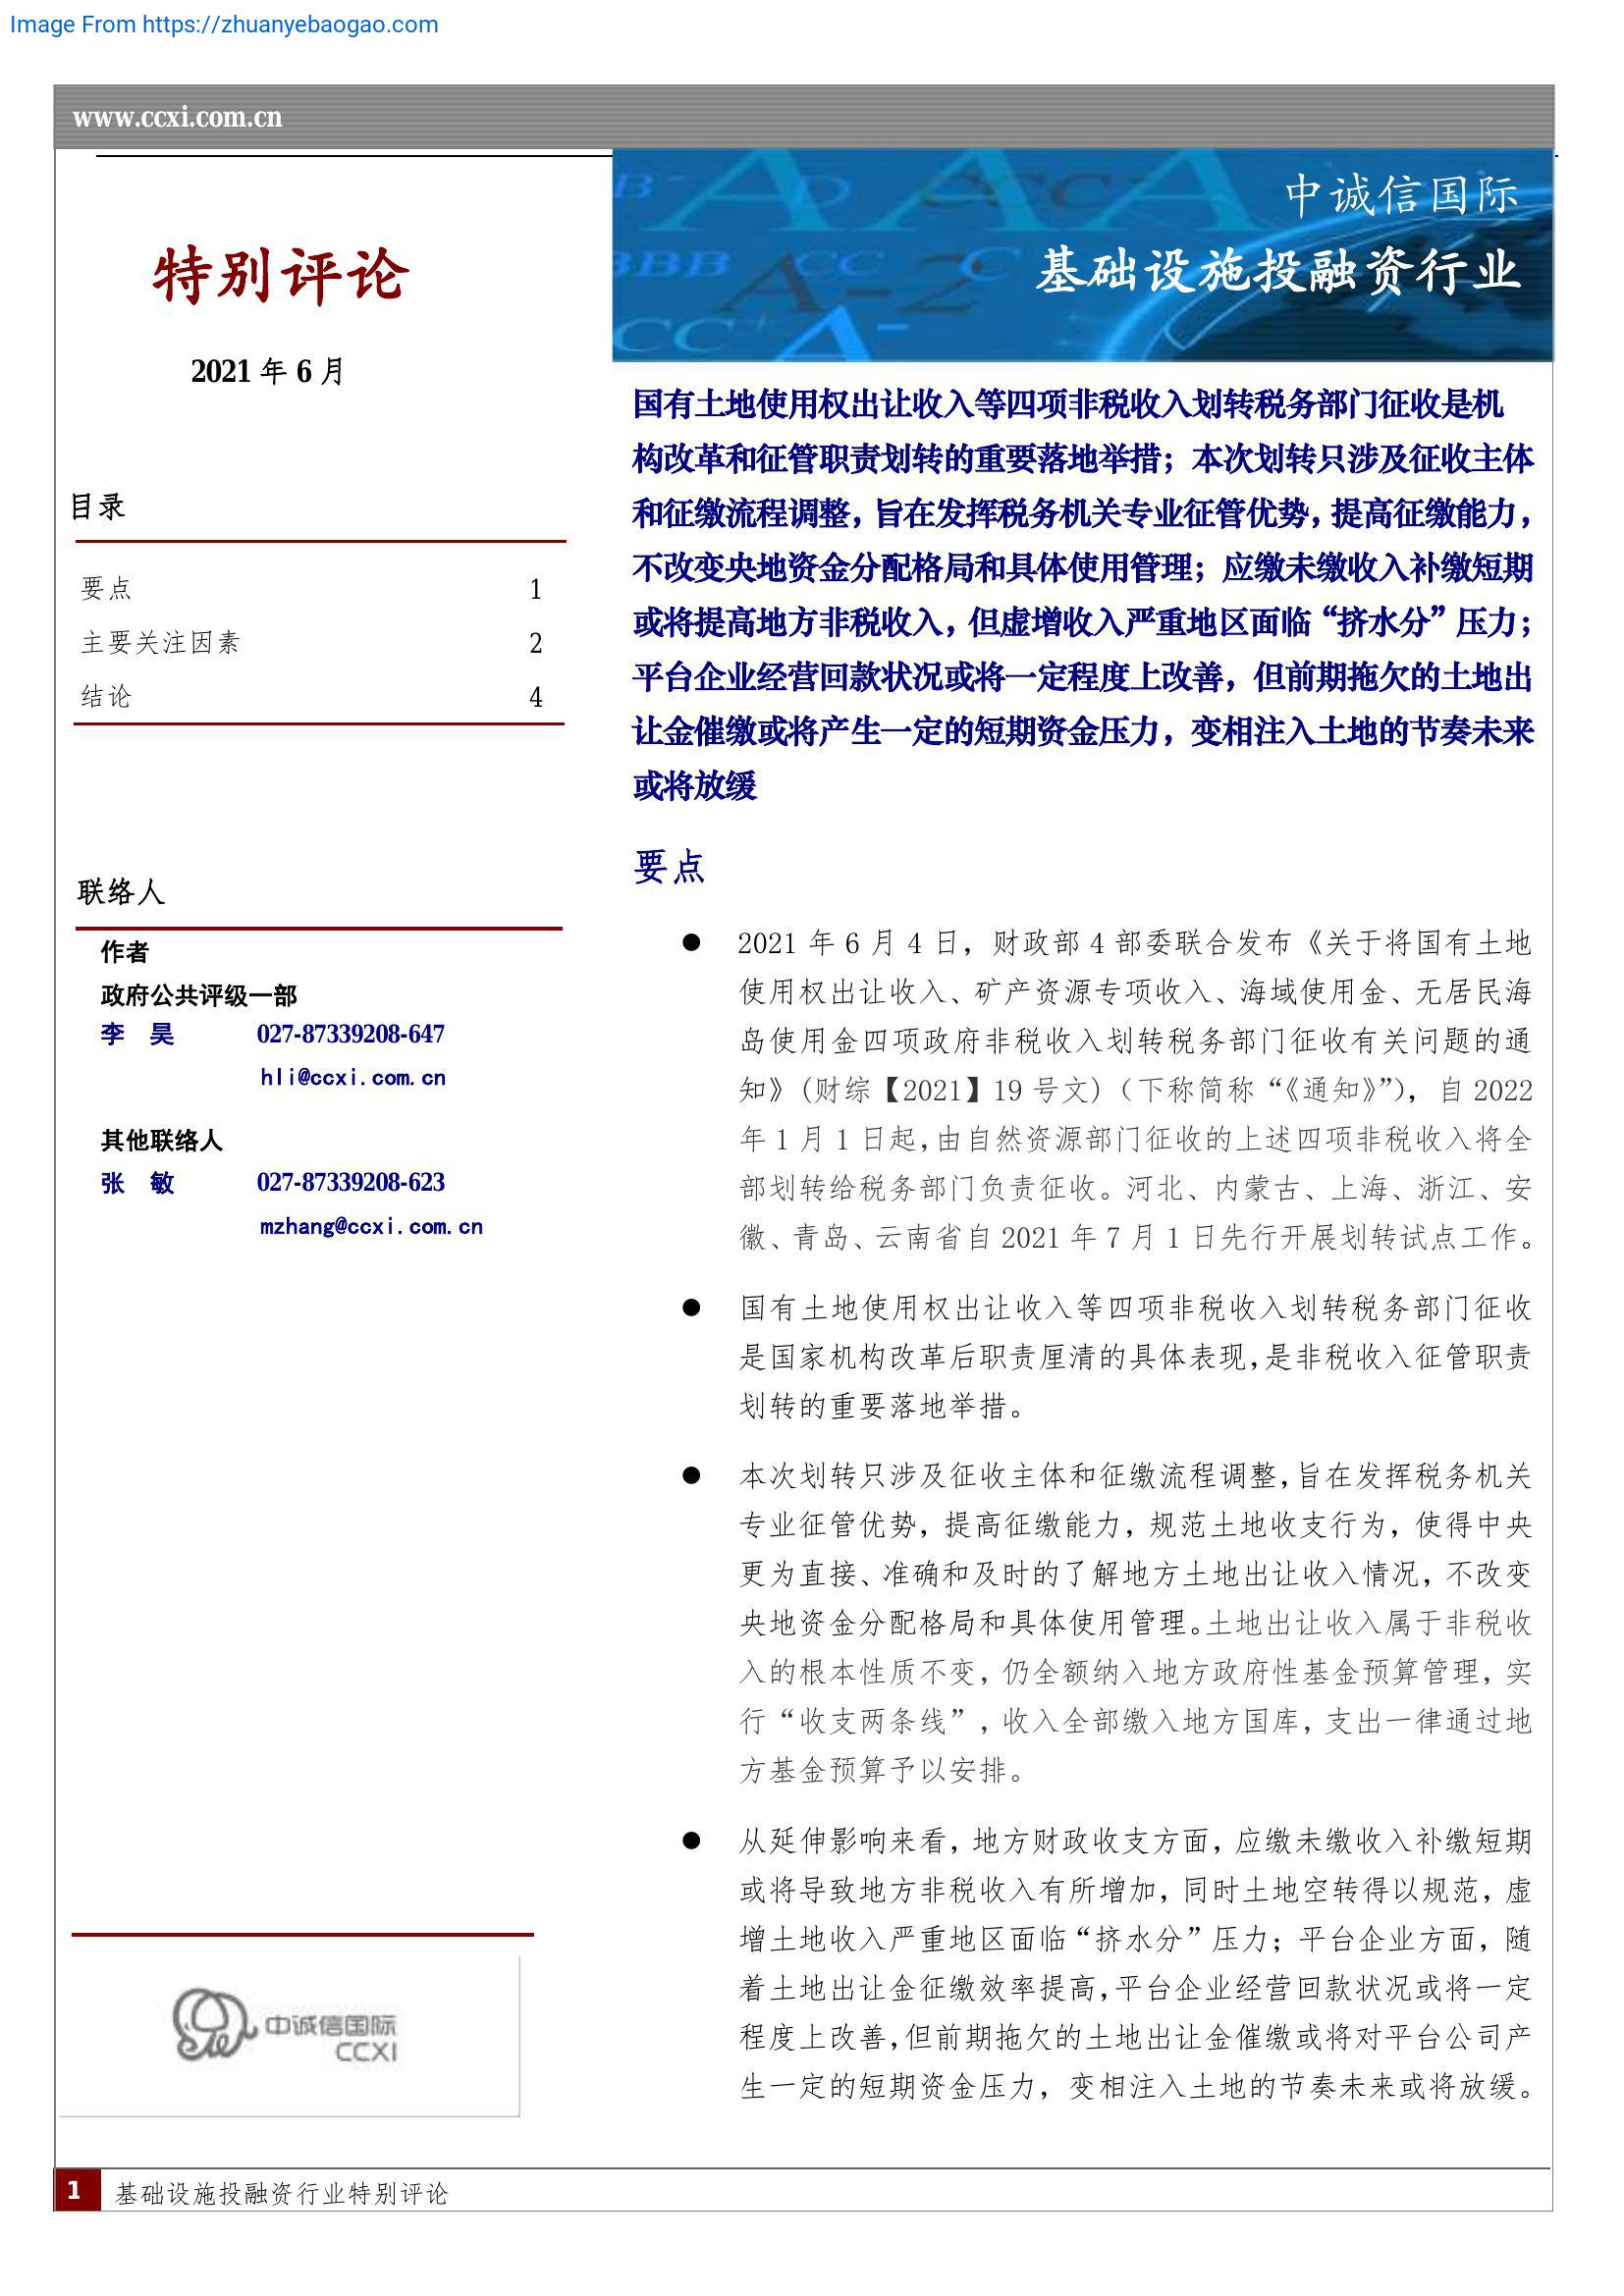 Image From https://zhuanyebaogao.com
www.ccxi.com.cn
中诚信国际
基础设施投融资行业
特别评论
2021 年 6 月
目录
要点 1
主要关注因素 2
结论 4
联络人
作者
政府公共评级一部
李 昊 027-87339208-647
hli@ccxi.com.cn
其他联络人
张 敏 027-87339208-623
mzhang@ccxi.com.cn
中诚信国际
CCXI
国有土地使用权出让收入等四项非税收入划转税务部门征收是机
构改革和征管职责划转的重要落地举措；本次划转只涉及征收主体
和征缴流程调整，旨在发挥税务机关专业征管优势，提高征缴能力，
不改变央地资金分配格局和具体使用管理；应缴未缴收入补缴短期
或将提高地方非税收入，但虚增收入严重地区面临“挤水分”压力；
平台企业经营回款状况或将一定程度上改善，但前期拖欠的土地出
让金催缴或将产生一定的短期资金压力，变相注入土地的节奏未来
或将放缓
要点
● 2021 年 6 月 4 日，财政部 4 部委联合发布《关于将国有土地
使用权出让收入、矿产资源专项收入、海域使用金、无居民海
岛使用金四项政府非税收入划转税务部门征收有关问题的通
知》(财综【2021】19 号文)（下称简称“《通知》”)，自 2022
年 1 月 1 日起，由自然资源部门征收的上述四项非税收入将全
部划转给税务部门负责征收。河北、内蒙古、上海、浙江、安
徽、青岛、云南省自 2021 年 7 月 1 日先行开展划转试点工作。
● 国有土地使用权出让收入等四项非税收入划转税务部门征收
是国家机构改革后职责厘清的具体表现，是非税收入征管职责
划转的重要落地举措。
● 本次划转只涉及征收主体和征缴流程调整，旨在发挥税务机关
专业征管优势，提高征缴能力，规范土地收支行为，使得中央
更为直接、准确和及时的了解地方土地出让收入情况，不改变
央地资金分配格局和具体使用管理。土地出让收入属于非税收
入的根本性质不变，仍全额纳入地方政府性基金预算管理，实
行“收支两条线”，收入全部缴入地方国库，支出一律通过地
方基金预算予以安排。
● 从延伸影响来看，地方财政收支方面，应缴未缴收入补缴短期
或将导致地方非税收入有所增加，同时土地空转得以规范，虚
增土地收入严重地区面临“挤水分”压力；平台企业方面，随
着土地出让金征缴效率提高，平台企业经营回款状况或将一定
程度上改善，但前期拖欠的土地出让金催缴或将对平台公司产
生一定的短期资金压力，变相注入土地的节奏未来或将放缓。
1 基础设施投融资行业特别评论